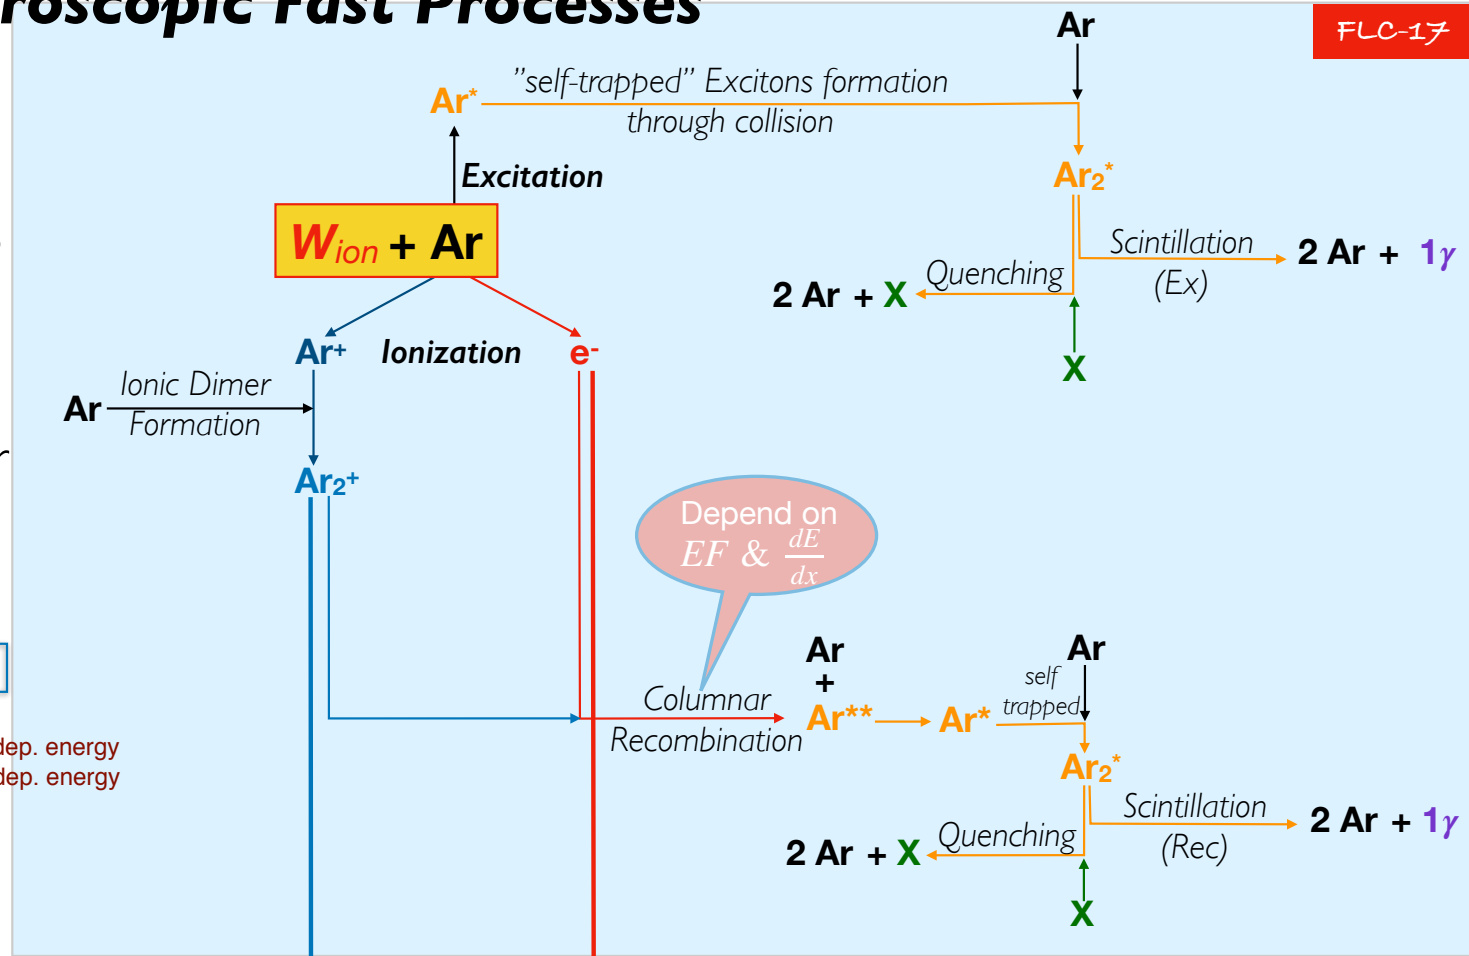 roscopic Fast Processes
FLC-17
Ar
Ar*
"self-trapped" Excitons formation
through collision
Excitation
Ar₂*
W_ion + Ar
Scintillation
(Ex)
2 Ar + 1γ
Quenching
2 Ar + X
X
Ar⁺
Ionization
e⁻
Ar
Ionic Dimer
Formation
Ar₂⁺
Depend on
EF & dE/dx
Columnar
Recombination
Ar
+
Ar**
Ar*
self
trapped
Ar
Ar₂*
Scintillation
(Rec)
2 Ar + 1γ
Quenching
2 Ar + X
X
dep. energy
dep. energy